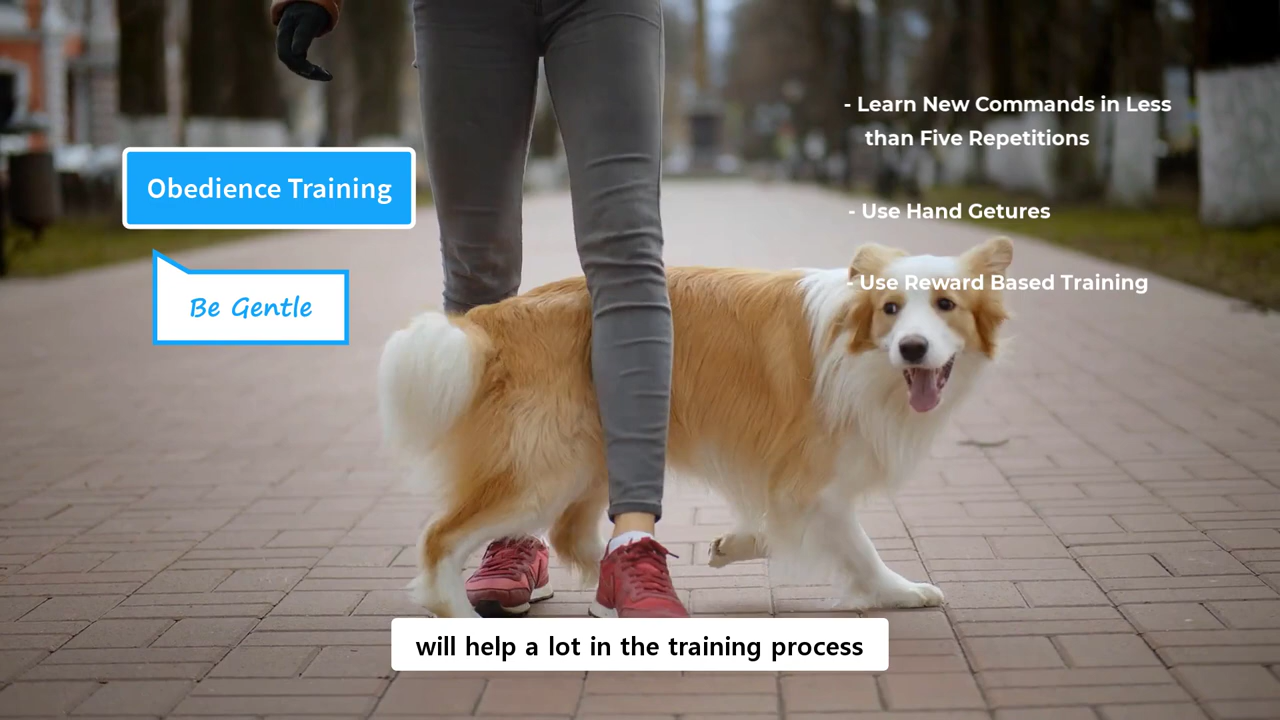 Obedience Training
Be Gentle
- Learn New Commands in Less
than Five Repetitions
- Use Hand Getures
- Use Reward Based Training
will help a lot in the training process